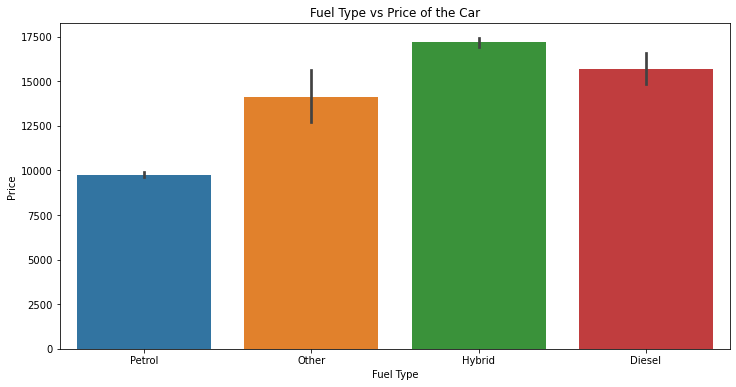 Fuel Type vs Price of the Car
17500
15000
12500
10000
7500
5000
2500
0
Price
Petrol Other Hybrid Diesel
Fuel Type